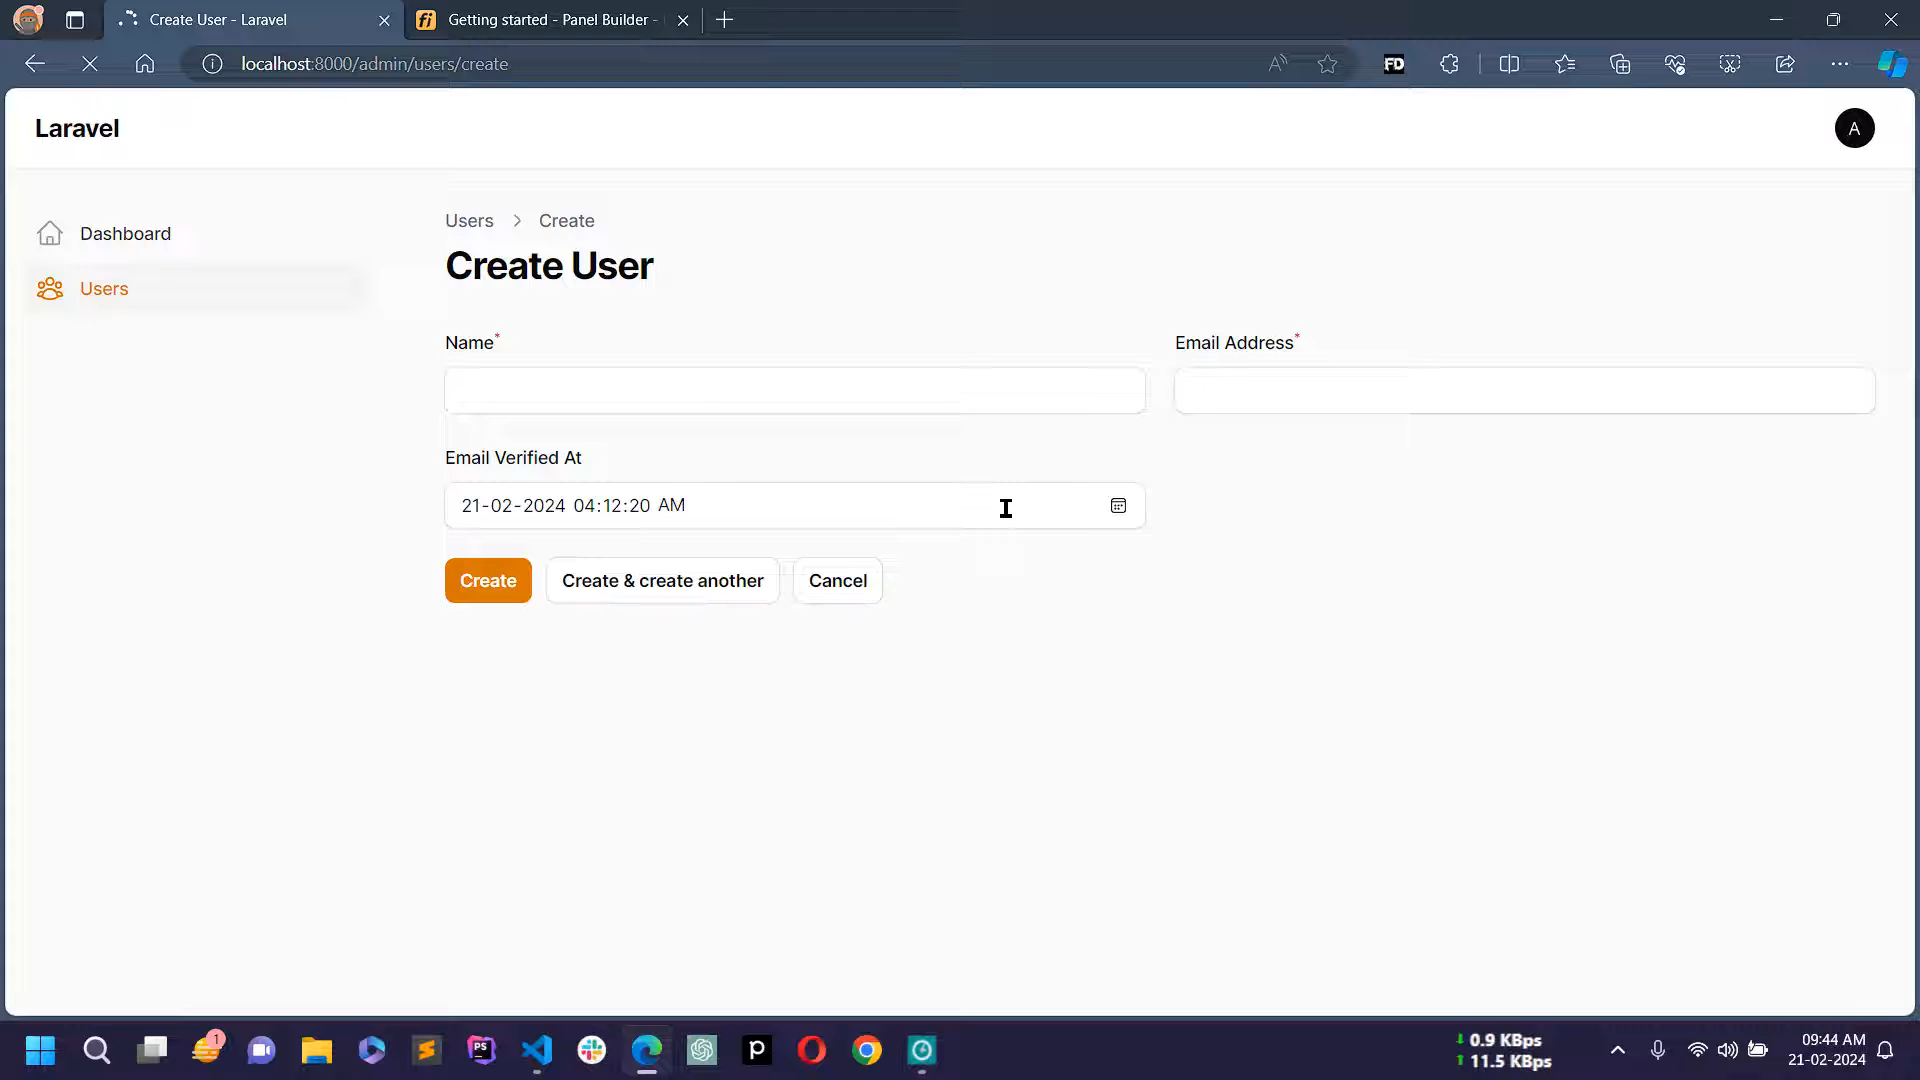 Create User - Laravel
Getting started - Panel Builder -
localhost:8000/admin/users/create
FD
Laravel
A
Dashboard
Users
Users > Create
Create User
Name*
Email Address*
Email Verified At
21-02-2024 04:12:20 AM
Create
Create & create another
Cancel
1
PS
0.9 KBps
11.5 KBps
09:44 AM
21-02-2024